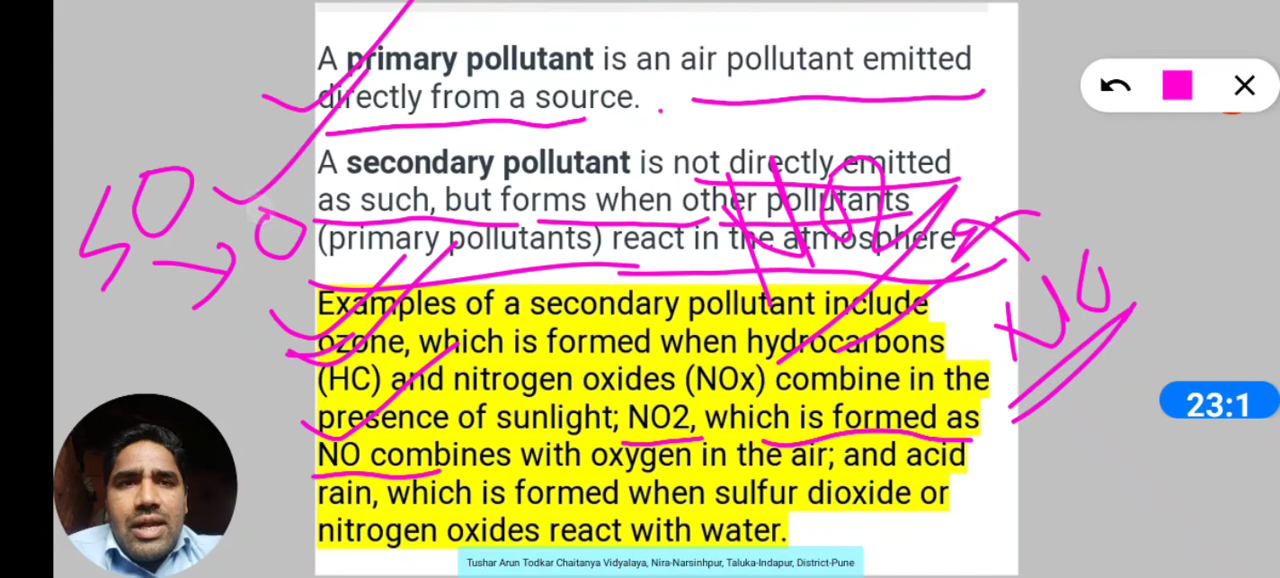 A primary pollutant is an air pollutant emitted
directly from a source.
A secondary pollutant is not directly emitted
as such, but forms when other pollutants
(primary pollutants) react in the atmosphere.
Examples of a secondary pollutant include
ozone, which is formed when hydrocarbons
(HC) and nitrogen oxides (NOx) combine in the
presence of sunlight; NO2, which is formed as
NO combines with oxygen in the air; and acid
rain, which is formed when sulfur dioxide or
nitrogen oxides react with water.
23:1
Tushar Arun Todkar Chaitanya Vidyalaya, Nira-Narsinhpur, Taluka-Indapur, District-Pune